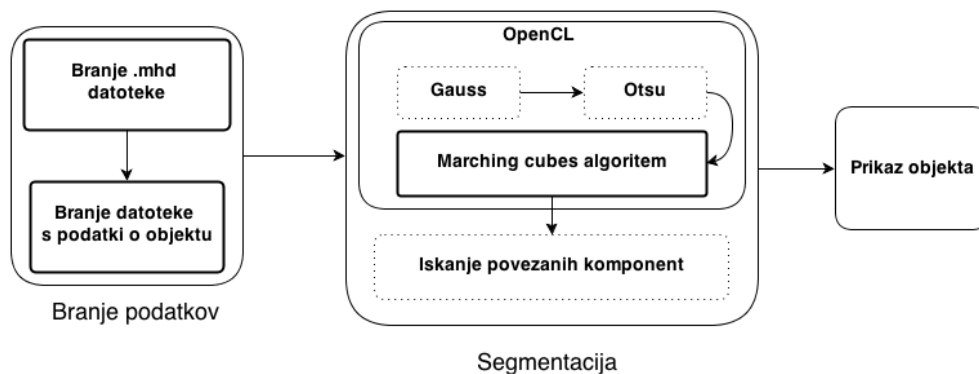 Branje .mhd
datoteke
Branje datoteke
s podatki o objektu
Branje podatkov
OpenCL
Gauss
Otsu
Marching cubes algoritem
Iskanje povezanih komponent
Segmentacija
Prikaz objekta